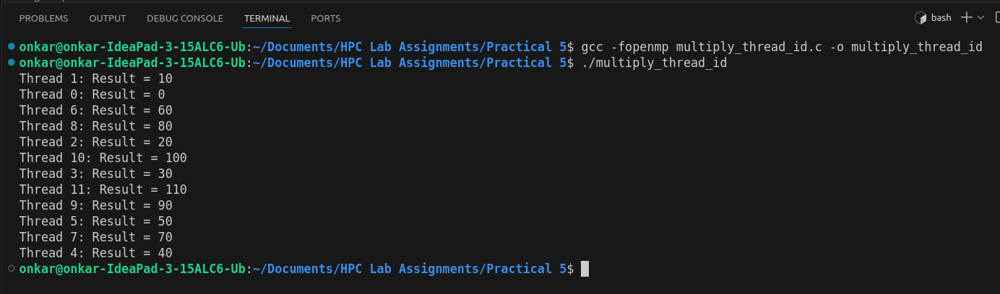 PROBLEMS OUTPUT DEBUG CONSOLE TERMINAL PORTS bash
onkar@onkar-IdeaPad-3-15ALC6-Ub:~/Documents/HPC Lab Assignments/Practical 5$ gcc -fopenmp multiply_thread_id.c -o multiply_thread_id
onkar@onkar-IdeaPad-3-15ALC6-Ub:~/Documents/HPC Lab Assignments/Practical 5$ ./multiply_thread_id
Thread 1: Result = 10
Thread 0: Result = 0
Thread 6: Result = 60
Thread 8: Result = 80
Thread 2: Result = 20
Thread 10: Result = 100
Thread 3: Result = 30
Thread 11: Result = 110
Thread 9: Result = 90
Thread 5: Result = 50
Thread 7: Result = 70
Thread 4: Result = 40
onkar@onkar-IdeaPad-3-15ALC6-Ub:~/Documents/HPC Lab Assignments/Practical 5$